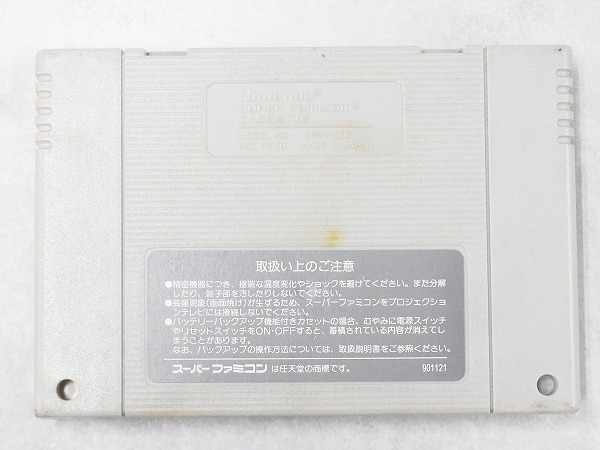 Nintendo®
SUPER FAMICOM®
CASSETTE
MADE IN JAPAN
取扱い上のご注意
●精密機器につき、極端な温度変化やショックを避けてください。また分解
したり、端子部を汚したりしないでください。
●残像現象(画面焼け)が生ずるため、スーパーファミコンをプロジェクショ
ンテレビには接続しないでください。
●バッテリーバックアップ機能付きカセットの場合、むやみに電源スイッチ
やリセットスイッチをON・OFFすると、蓄積されている内容が消えてし
まうことがあります。
なお、バックアップの操作方法については、取扱説明書をご参照ください。
スーパーファミコン は任天堂の商標です。 901121